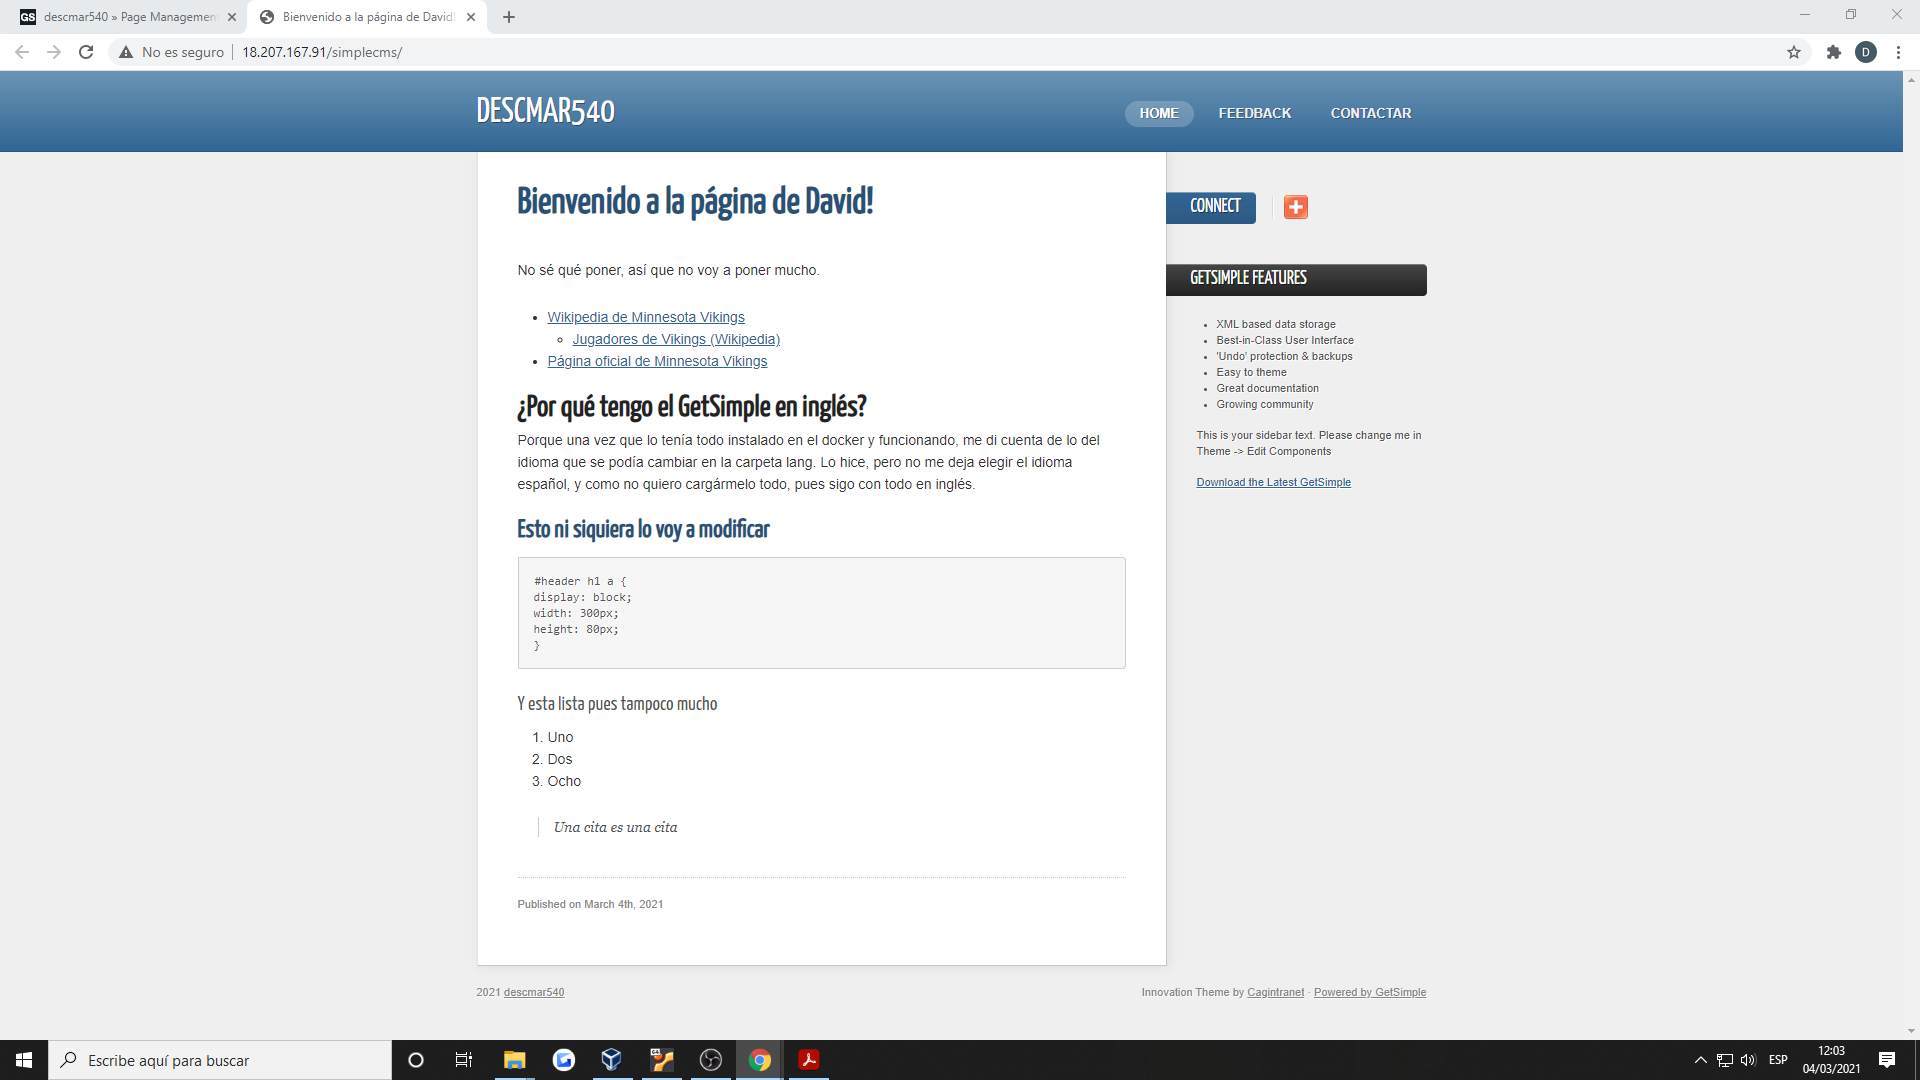 GS descmar540 » Page Management
Bienvenido a la página de David!
No es seguro
18.207.167.91/simplecms/
D
DESCMAR540
HOME
FEEDBACK
CONTACTAR
Bienvenido a la página de David!
No sé qué poner, así que no voy a poner mucho.
Wikipedia de Minnesota Vikings
Jugadores de Vikings (Wikipedia)
Página oficial de Minnesota Vikings
¿Por qué tengo el GetSimple en inglés?
Porque una vez que lo tenía todo instalado en el docker y funcionando, me di cuenta de lo del
idioma que se podía cambiar en la carpeta lang. Lo hice, pero no me deja elegir el idioma
español, y como no quiero cargármelo todo, pues sigo con todo en inglés.
Esto ni siquiera lo voy a modificar
#header h1 a {
display: block;
width: 300px;
height: 80px;
}
Y esta lista pues tampoco mucho
1. Uno
2. Dos
3. Ocho
Una cita es una cita
Published on March 4th, 2021
CONNECT
GETSIMPLE FEATURES
XML based data storage
Best-in-Class User Interface
'Undo' protection & backups
Easy to theme
Great documentation
Growing community
This is your sidebar text. Please change me in
Theme -> Edit Components
Download the Latest GetSimple
2021 descmar540
Innovation Theme by Cagintranet · Powered by GetSimple
Escribe aquí para buscar
ESP
12:03
04/03/2021